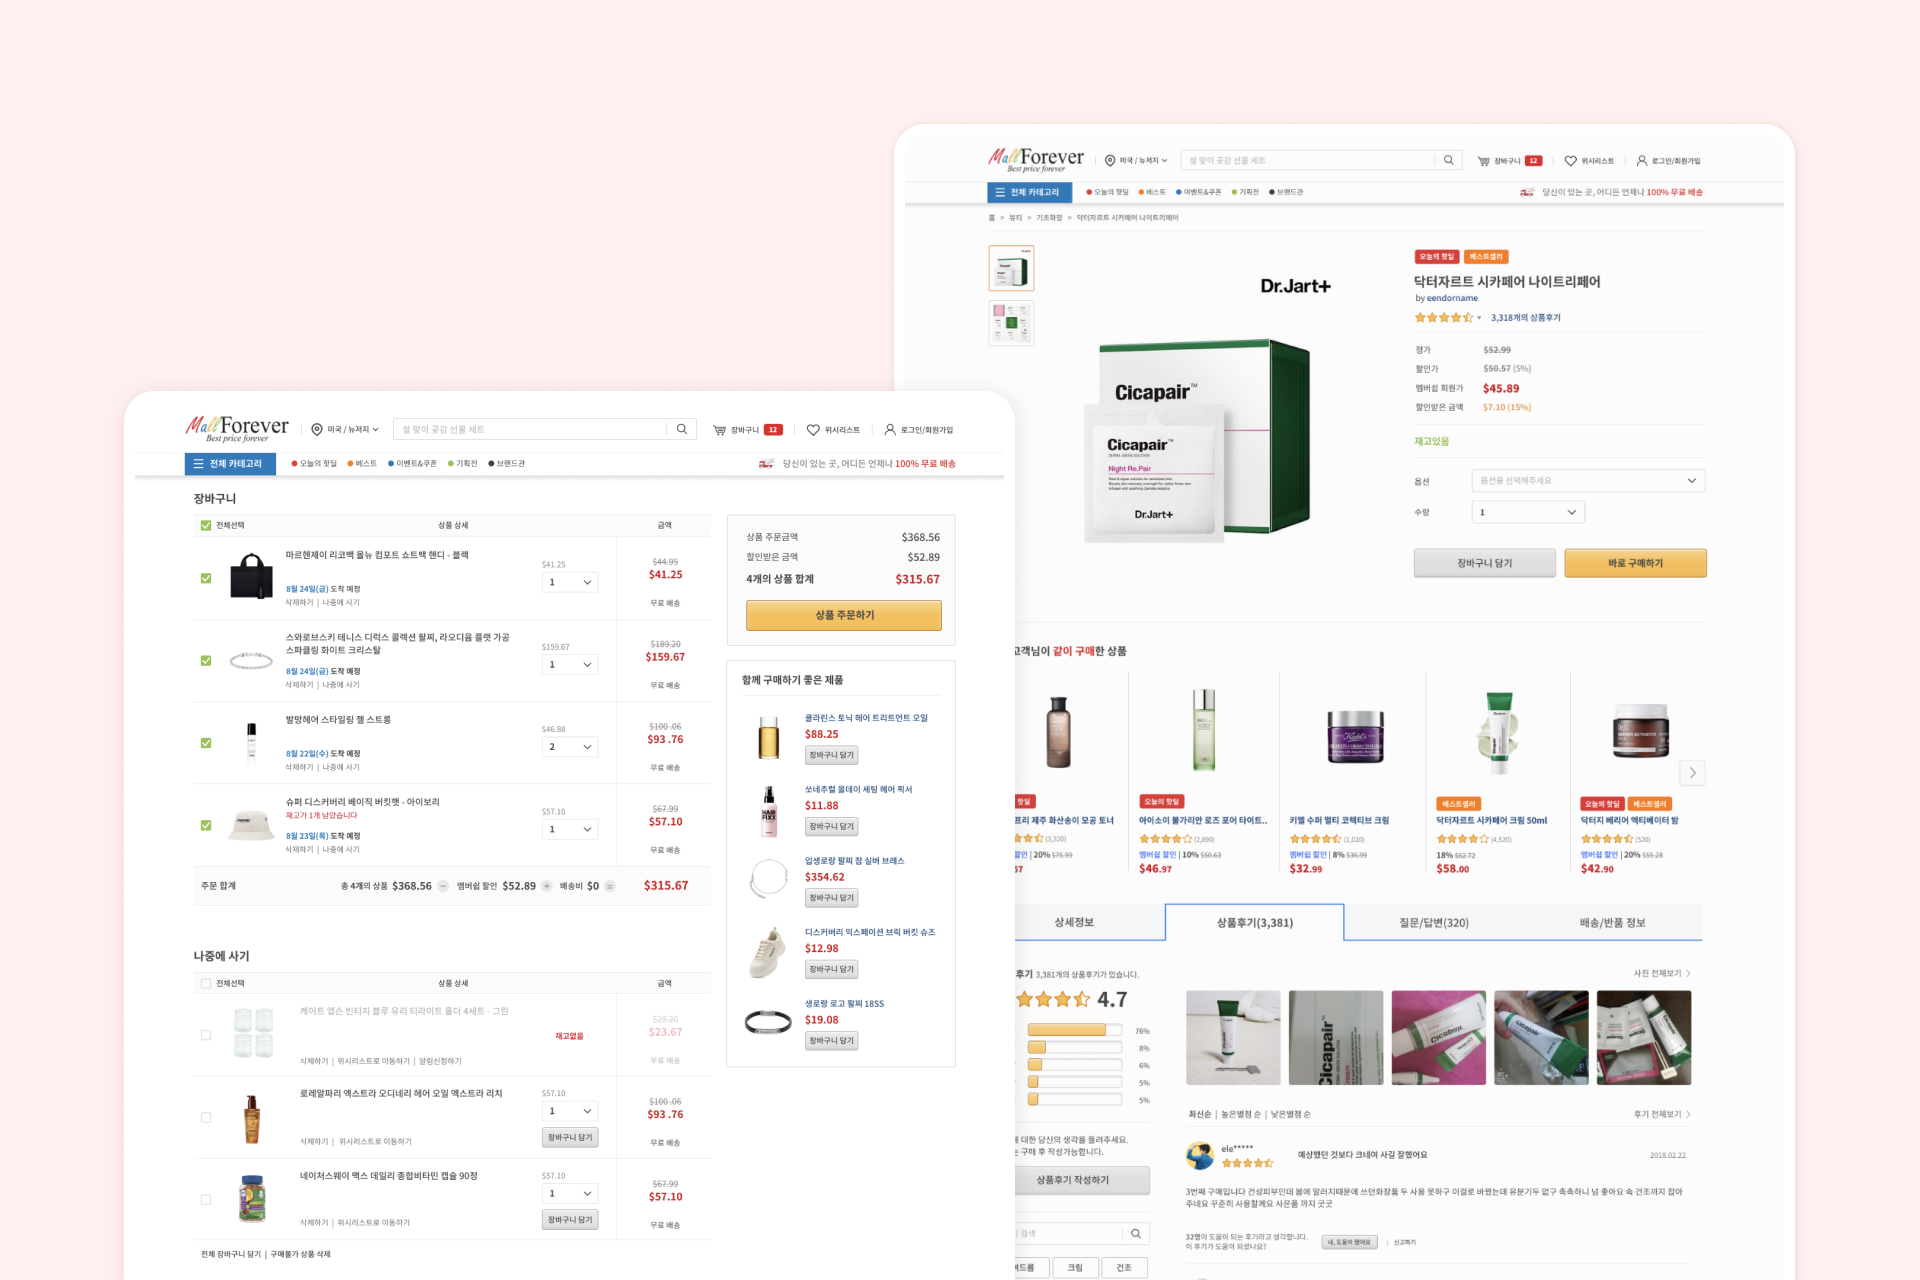 MallForever
Best price forever
미국 / 뉴저지
설 맞이 곶감 선물 세트
장바구니 12
위시리스트
로그인/회원가입
전체 카테고리
오늘의 핫딜
베스트
이벤트&쿠폰
기획전
브랜드관
당신이 있는 곳, 어디든 언제나 100% 무료 배송
홈 > 뷰티 > 기초화장 > 닥터자르트 시카페어 나이트리페어
Dr.Jart+
Cicapair™
Cicapair™
Night Re.Pair
Dr.Jart+
오늘의 핫딜
베스트셀러
닥터자르트 시카페어 나이트리페어
by eendorname
3,318개의 상품후기
정가 $52.99
할인가 $50.57 (5%)
멤버쉽 회원가 $45.89
할인받은 금액 $7.10 (15%)
재고있음
옵션 옵션을 선택해주세요
수량 1
장바구니 담기
바로 구매하기
고객님이 같이 구매한 상품
핫딜
프리 제주 화산송이 모공 토너
(3,320)
할인 | 20% $75.99
57
오늘의 핫딜
아이소이 불가리안 로즈 포어 타이트..
(2,890)
멤버쉽 할인 | 10% $50.63
$46.97
Kiehl's
키엘 수퍼 멀티 코렉티브 크림
(1,020)
멤버쉽 할인 | 8% $36.99
$32.99
베스트셀러
닥터자르트 시카페어 크림 50ml
(4,520)
18% $62.72
$58.00
오늘의 핫딜
베스트셀러
닥터지 베리어 엑티베이터 밤
(520)
멤버쉽 할인 | 20% $55.28
$42.90
상세정보
상품후기(3,381)
질문/답변(320)
배송/반품 정보
후기 3,381개의 상품후기가 있습니다.
4.7
76%
8%
6%
5%
5%
에 대한 당신의 생각을 들려주세요.
는 구매 후 작성가능합니다.
상품후기 작성하기
검색
여드름
크림
건조
사진 전체보기
Cicapair
최신순 | 높은별점 순 | 낮은별점 순
후기 전체보기
ele*****
예상했던 것보다 크네여 사길 잘했어요
2018.02.22
3번째 구매입니다 건성피부인데 봄에 알러지때문에 쓰던화장품 두 사용 못하구 이걸로 바꿨는데 유분기두 없구 촉촉하니 넘 좋아요 속 건조까지 잡아
주네요 꾸준히 사용할께요 사은품 까지 굿굿
32명이 도움이 되는 후기라고 생각합니다.
이 후기가 도움이 되셨나요?
네, 도움이 됐어요
| 신고하기
MallForever
Best price forever
미국 / 뉴저지
설 맞이 곶감 선물 세트
장바구니 12
위시리스트
로그인/회원가입
전체 카테고리
오늘의 핫딜
베스트
이벤트&쿠폰
기획전
브랜드관
당신이 있는 곳, 어디든 언제나 100% 무료 배송
장바구니
전체선택
상품 상세
금액
마르헨제이 리코백 올뉴 컴포트 쇼트백 핸디 - 블랙
8월 24일(금) 도착 예정
삭제하기 | 나중에 사기
$41.25
1
$44.95
$41.25
무료 배송
스와로브스키 테니스 디럭스 콜렉션 팔찌, 라오디움 플랫 가공
스파클링 화이트 크리스탈
8월 24일(금) 도착 예정
삭제하기 | 나중에 사기
$159.67
1
$189.20
$159.67
무료 배송
발망헤어 스타일링 젤 스트롱
8월 22일(수) 도착 예정
삭제하기 | 나중에 사기
$46.88
2
$100 .06
$93 .76
무료 배송
슈퍼 디스커버리 베이직 버킷햇 - 아이보리
재고가 1개 남았습니다
8월 23일(목) 도착 예정
삭제하기 | 나중에 사기
$57.10
1
$67.99
$57.10
무료 배송
주문 합계
총 4개의 상품 $368.56 − 멤버쉽 할인 $52.89 + 배송비 $0 = $315.67
상품 주문금액 $368.56
할인받은 금액 $52.89
4개의 상품 합계 $315.67
상품 주문하기
함께 구매하기 좋은 제품
클라린스 토닉 헤어 트리트먼트 오일
$88.25
장바구니 담기
HAIR
FIXX
쏘네추럴 올데이 세팅 헤어 픽서
$11.88
장바구니 담기
입생로랑 팔찌 참 실버 브레스
$354.62
장바구니 담기
디스커버리 익스페이션 브릭 버킷 슈즈
$12.98
장바구니 담기
생로랑 로고 팔찌 18SS
$19.08
장바구니 담기
나중에 사기
전체선택
상품 상세
금액
케이트 앱슨 빈티지 블루 유리 티라이트 홀더 4세트 - 그린
삭제하기 | 위시리스트로 이동하기 | 알림신청하기
재고없음
$29.20
$23.67
무료 배송
로레알파리 엑스트라 오디네리 헤어 오일 엑스트라 리치
삭제하기 | 위시리스트로 이동하기
$57.10
1
장바구니 담기
$100 .06
$93 .76
무료 배송
네이쳐스웨이 맥스 데일리 종합비타민 캡슐 90정
삭제하기 | 위시리스트로 이동하기
$57.10
1
장바구니 담기
$67.99
$57.10
무료 배송
전체 장바구니 담기 | 구매불가 상품 삭제